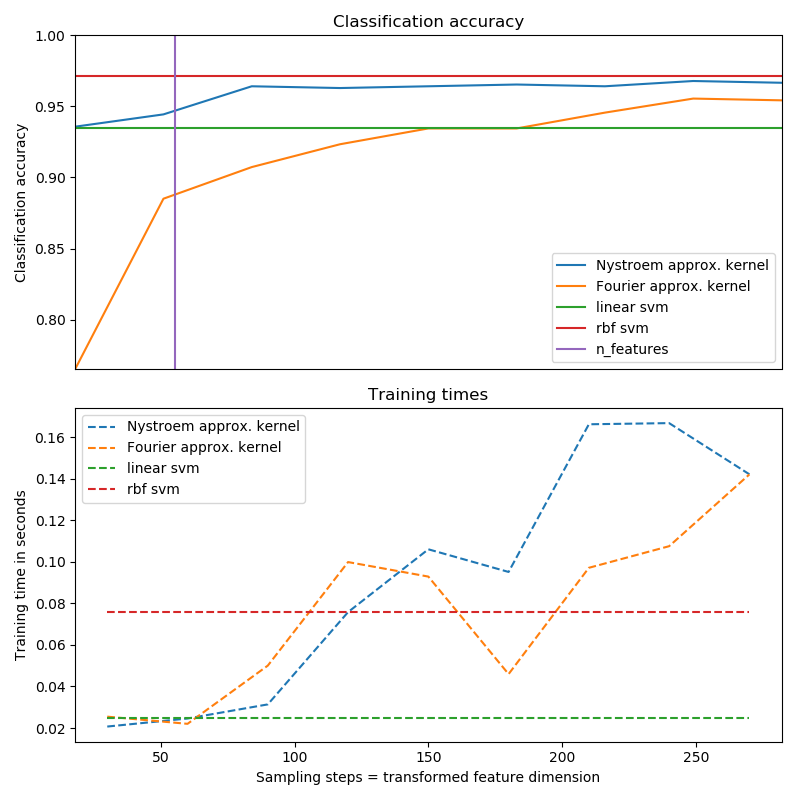 Classification accuracy
1.00
0.95
0.90
0.85
0.80
Classification accuracy
Nystroem approx. kernel
Fourier approx. kernel
linear svm
rbf svm
n_features
Training times
0.16
0.14
0.12
0.10
0.08
0.06
0.04
0.02
Training time in seconds
Nystroem approx. kernel
Fourier approx. kernel
linear svm
rbf svm
50 100 150 200 250
Sampling steps = transformed feature dimension